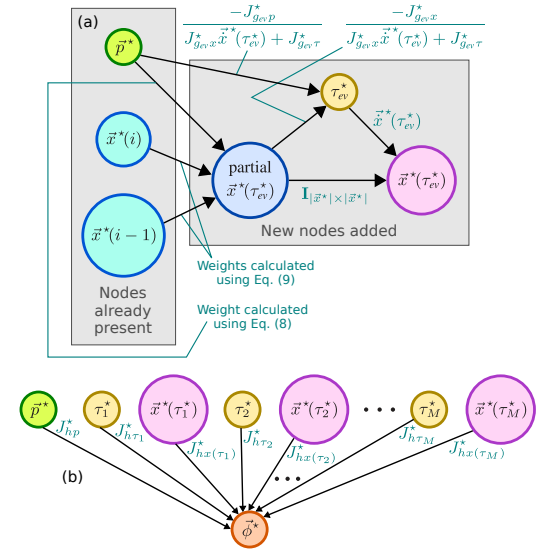 (a)
−J⋆_{g_{ev}p}
J⋆_{g_{ev}x} ẋ⃗⋆(τ⋆_{ev}) + J⋆_{g_{ev}τ}
−J⋆_{g_{ev}x}
J⋆_{g_{ev}x} ẋ⃗⋆(τ⋆_{ev}) + J⋆_{g_{ev}τ}
p⃗⋆
τ⋆_{ev}
ẋ⃗⋆(τ⋆_{ev})
x⃗⋆(i)
partial
x⃗⋆(τ⋆_{ev})
I_{|x⃗⋆|×|x⃗⋆|}
x⃗⋆(τ⋆_{ev})
x⃗⋆(i−1)
New nodes added
Nodes
already
present
Weights calculated
using Eq. (9)
Weight calculated
using Eq. (8)
p⃗⋆
τ⋆_1
x⃗⋆(τ⋆_1)
τ⋆_2
x⃗⋆(τ⋆_2)
• • •
τ⋆_M
x⃗⋆(τ⋆_M)
J⋆_{hp}
J⋆_{hτ_1}
J⋆_{hx(τ_1)}
J⋆_{hτ_2}
J⋆_{hx(τ_2)}
J⋆_{hτ_M}
J⋆_{hx(τ_M)}
(b)
• • •
ϕ⃗⋆